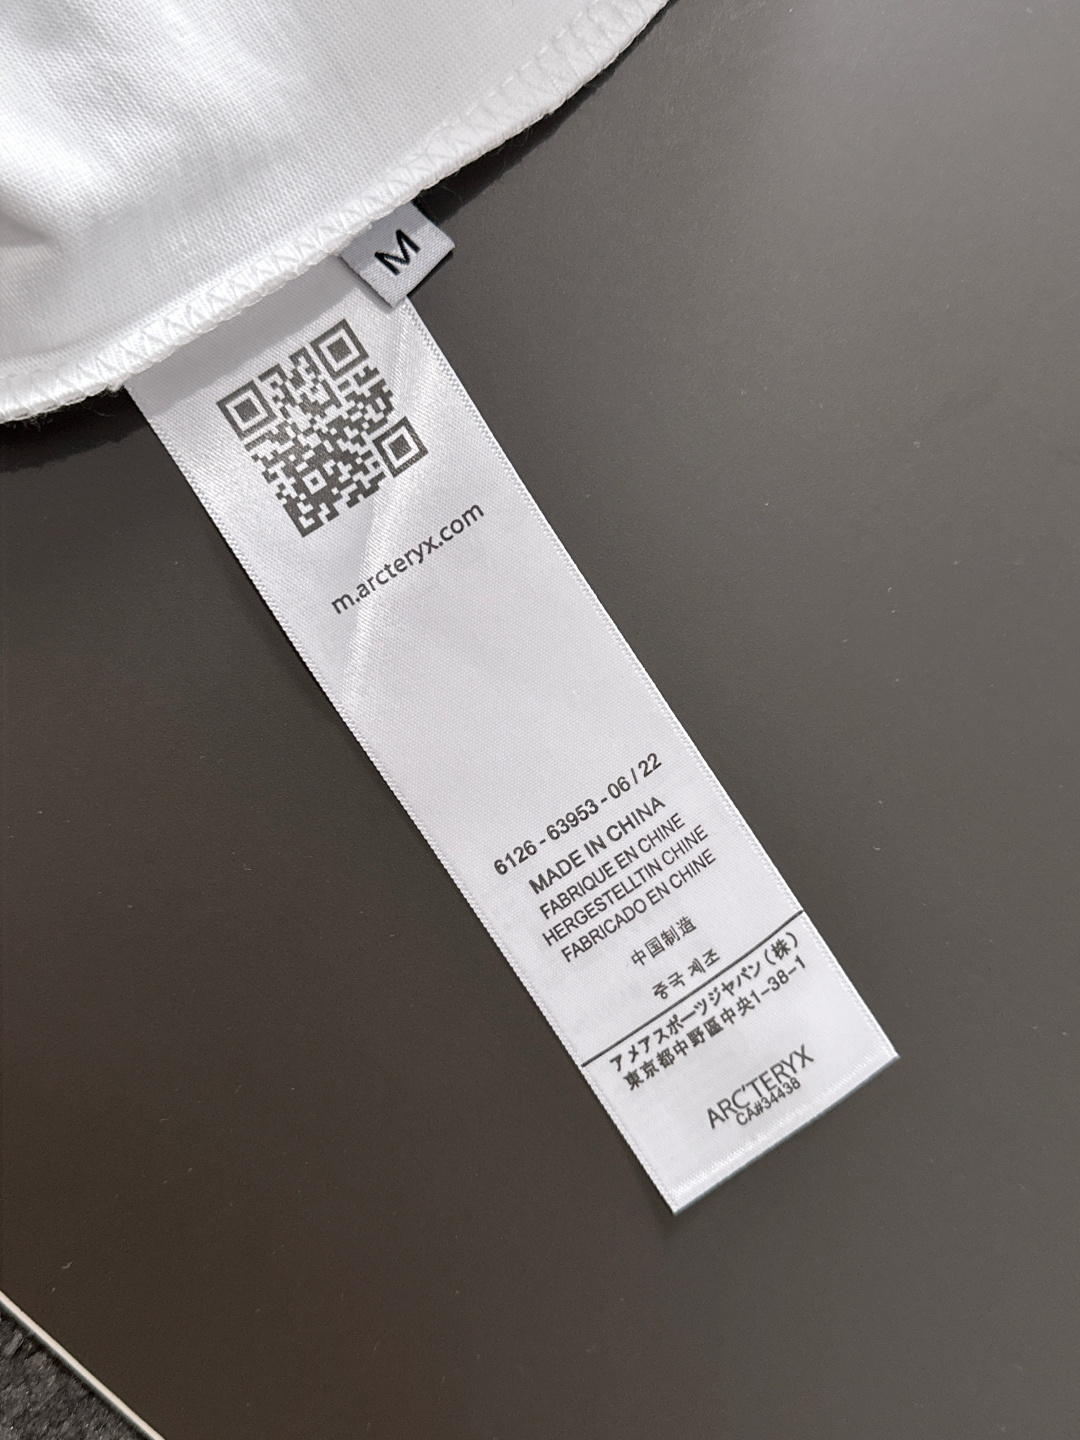 M
m.arcteryx.com
6126 - 63953 - 06 / 22
MADE IN CHINA
FABRIQUE EN CHINE
HERGESTELLTIN CHINE
FABRICADO EN CHINE
中国制造
중국 제조
アメアスポーツジャパン（株）
東京都中野區中央1-38-1
ARC'TERYX
CA#34438